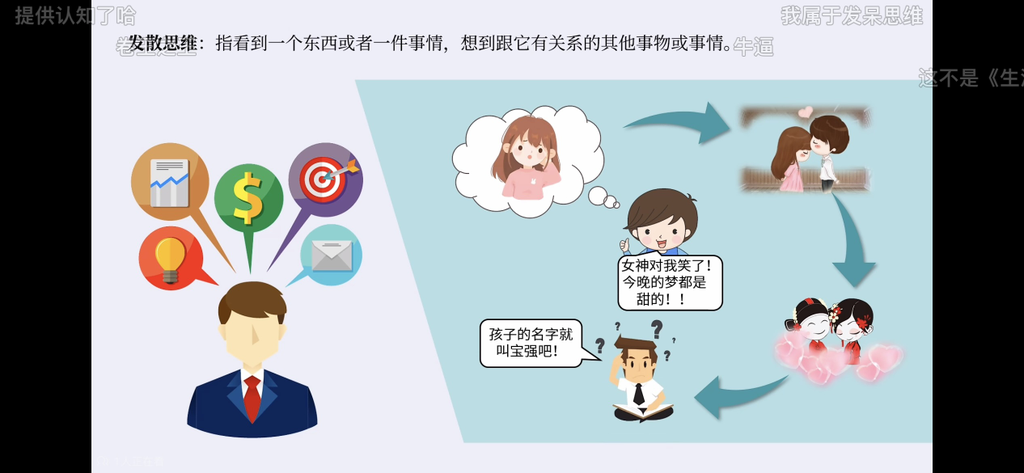 提供认知了哈
我属于发呆思维
发散思维：指看到一个东西或者一件事情，想到跟它有关系的其他事物或事情。
牛逼
这不是《生活
女神对我笑了！
今晚的梦都是
甜的！！
孩子的名字就
叫宝强吧！